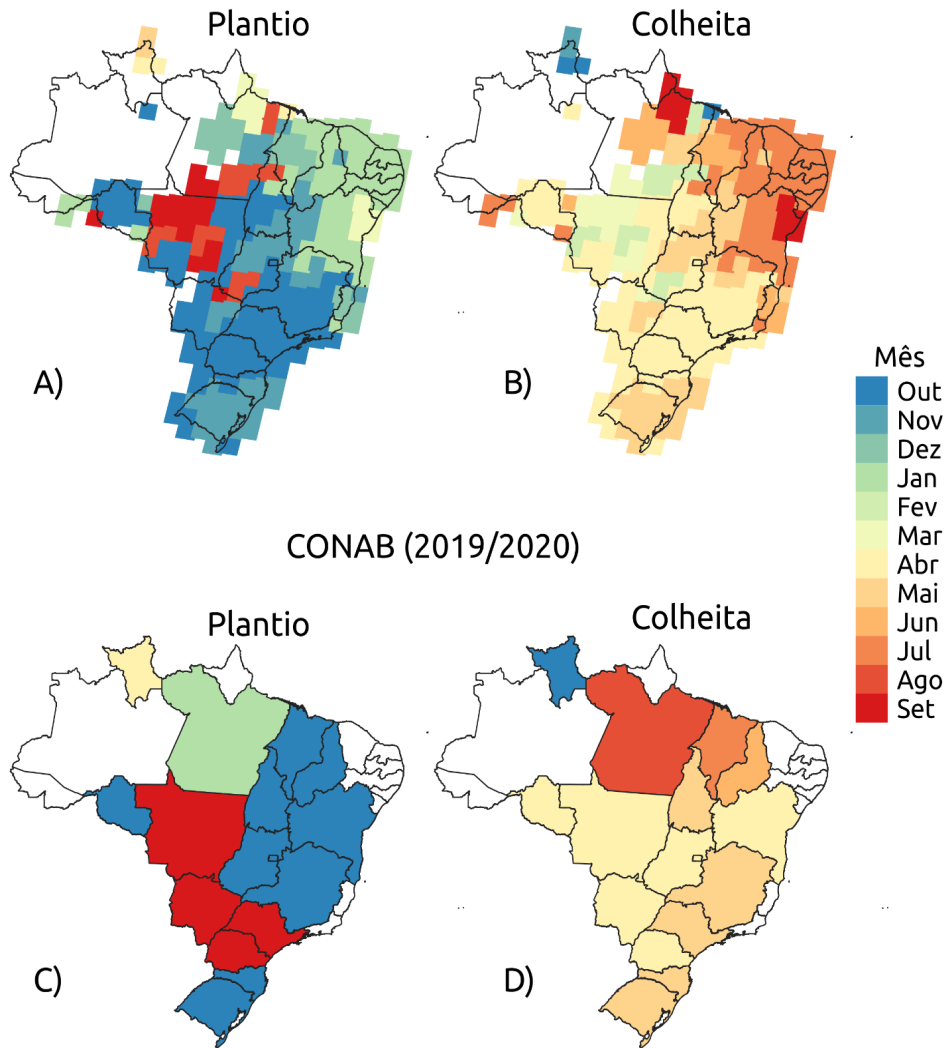 Plantio
Colheita
A)
B)
Mês
Out
Nov
Dez
Jan
Fev
Mar
Abr
Mai
Jun
Jul
Ago
Set
CONAB (2019/2020)
Plantio
Colheita
C)
D)